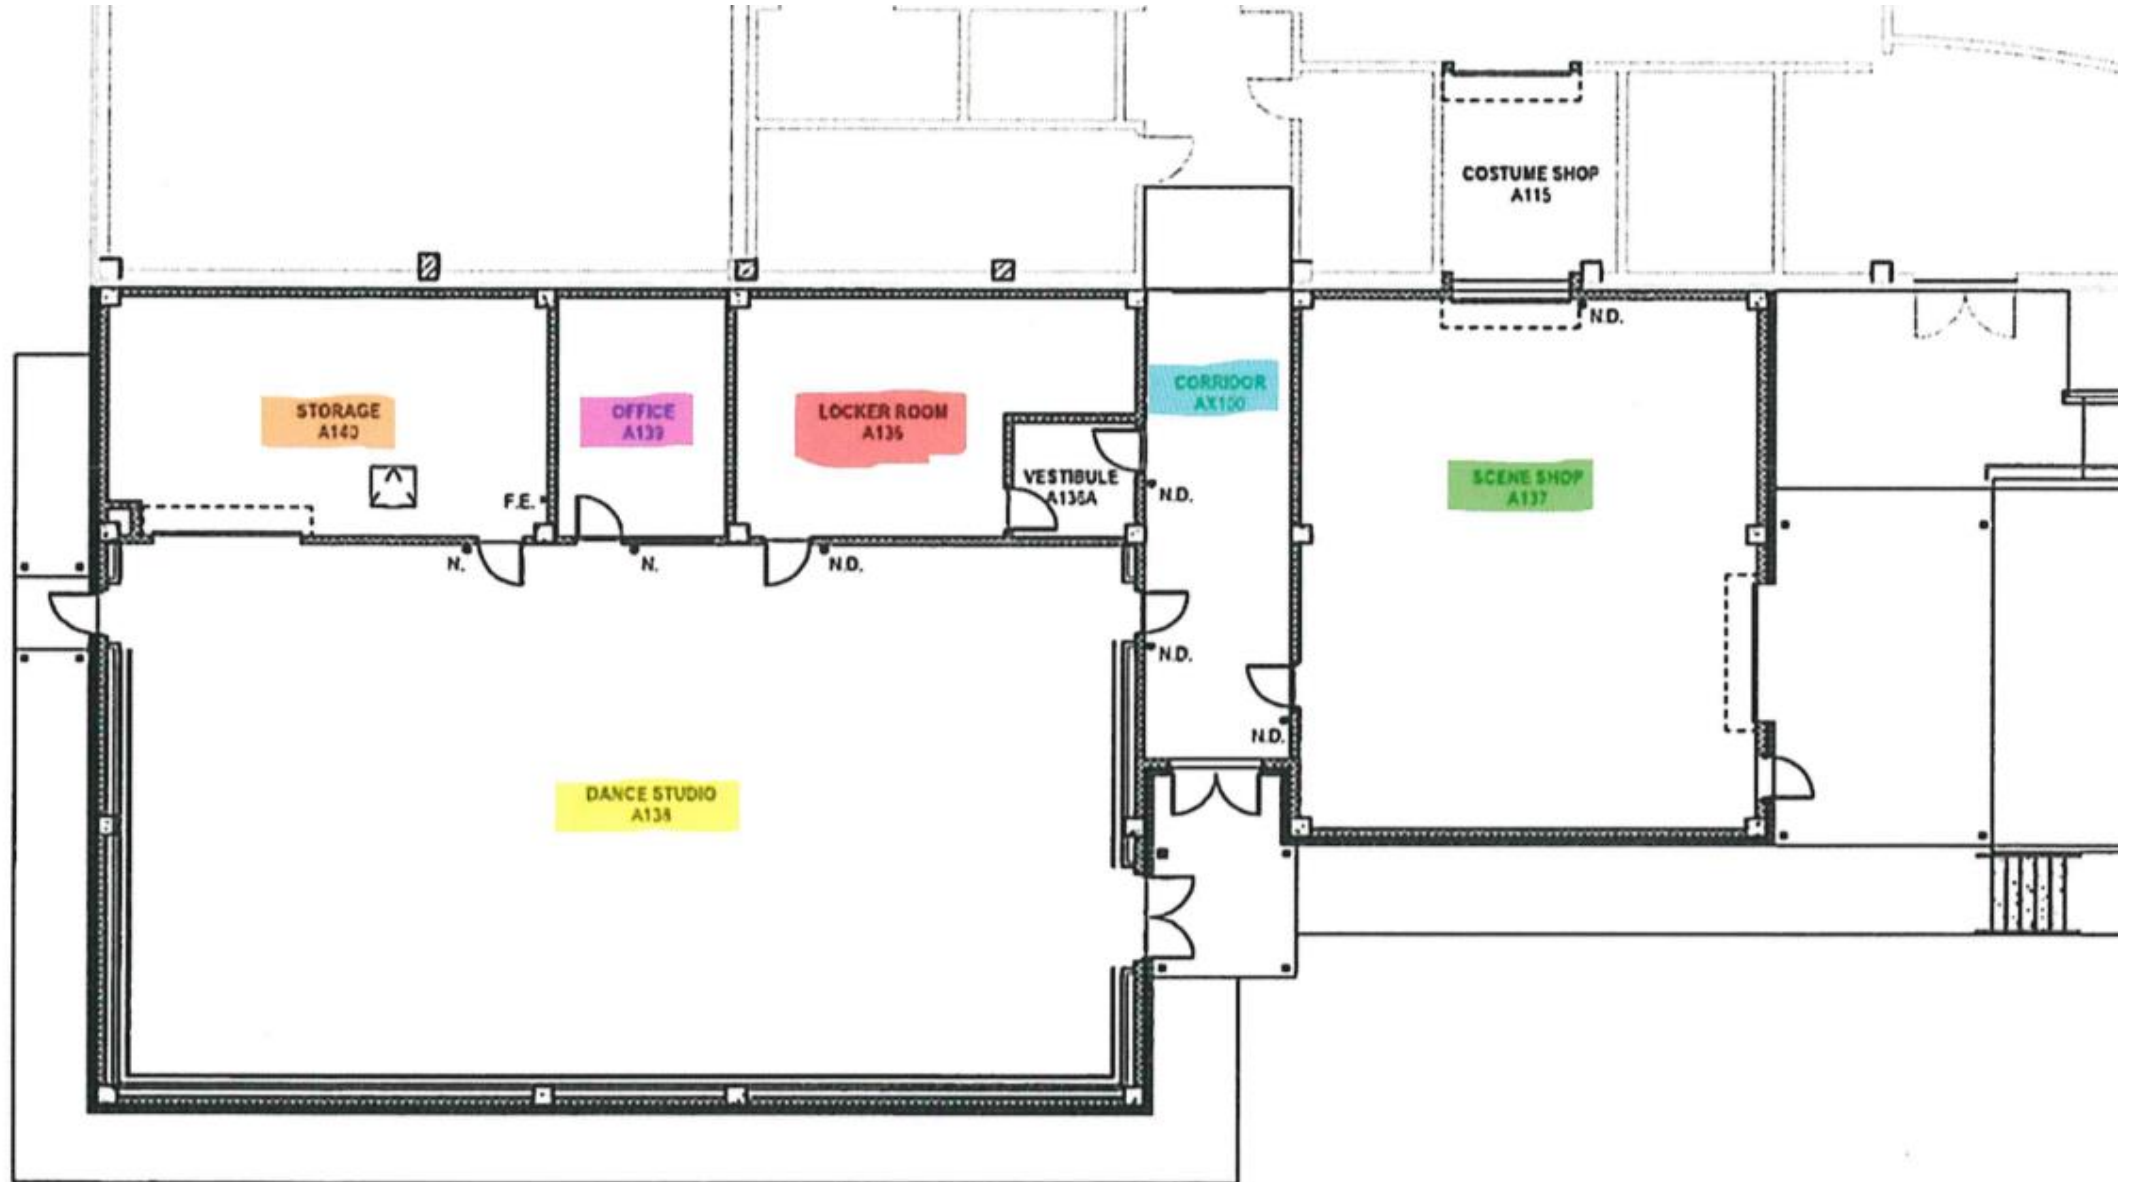 COSTUME SHOP
A115
N.D.
CORRIDOR
AX100
STORAGE
A140
OFFICE
A139
LOCKER ROOM
A136
VESTIBULE
A136A
N.D.
SCENE SHOP
A137
F.E.
N.
N.
N.D.
N.D.
N.D.
DANCE STUDIO
A138